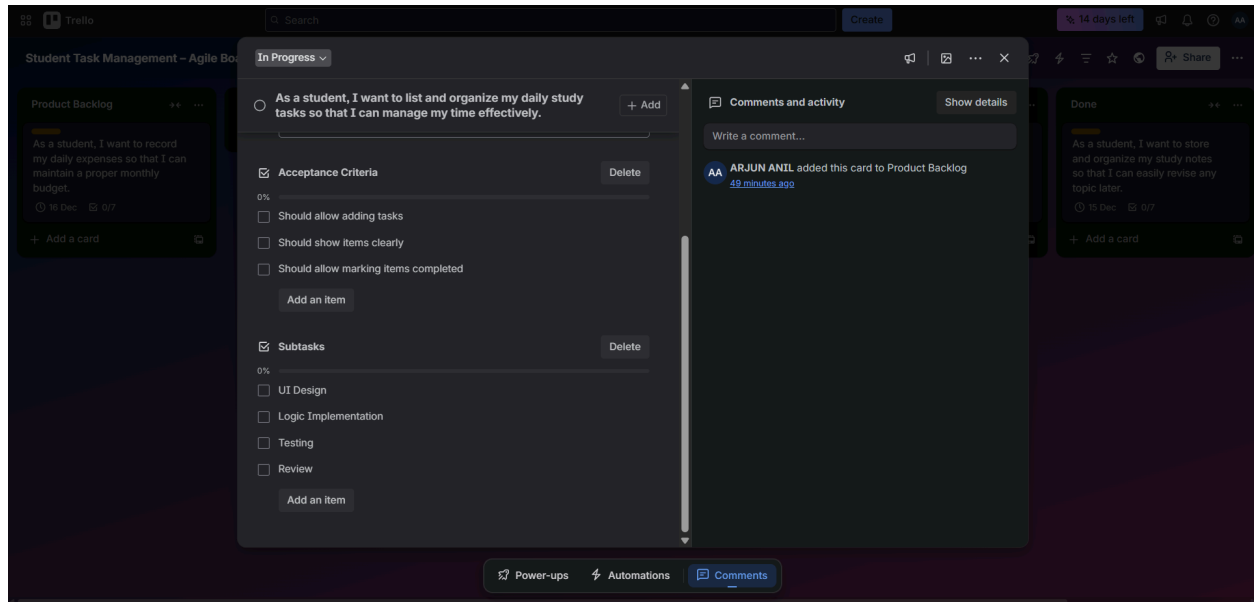 Trello
Search
Create
14 days left
AA
Student Task Management – Agile Boa
Share
Product Backlog
As a student, I want to record
my daily expenses so that I can
maintain a proper monthly
budget.
16 Dec 0/7
+ Add a card
In Progress
As a student, I want to list and organize my daily study
tasks so that I can manage my time effectively.
+ Add
Acceptance Criteria
Delete
0%
Should allow adding tasks
Should show items clearly
Should allow marking items completed
Add an item
Subtasks
Delete
0%
UI Design
Logic Implementation
Testing
Review
Add an item
Comments and activity
Show details
Write a comment...
AA
ARJUN ANIL added this card to Product Backlog
49 minutes ago
Done
As a student, I want to store
and organize my study notes
so that I can easily revise any
topic later.
15 Dec 0/7
+ Add a card
Power-ups
Automations
Comments